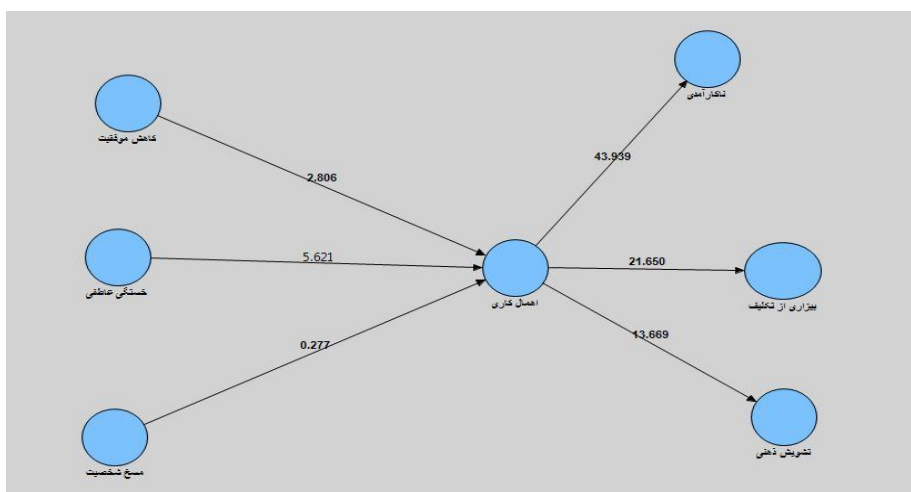 ناکارآمدی
کاهش موفقیت
43.939
2.806
خستگی عاطفی
5.621
اهمال کاری
21.650
بیزاری از تکالیف
0.277
13.669
مسخ شخصیت
تشویش ذهنی